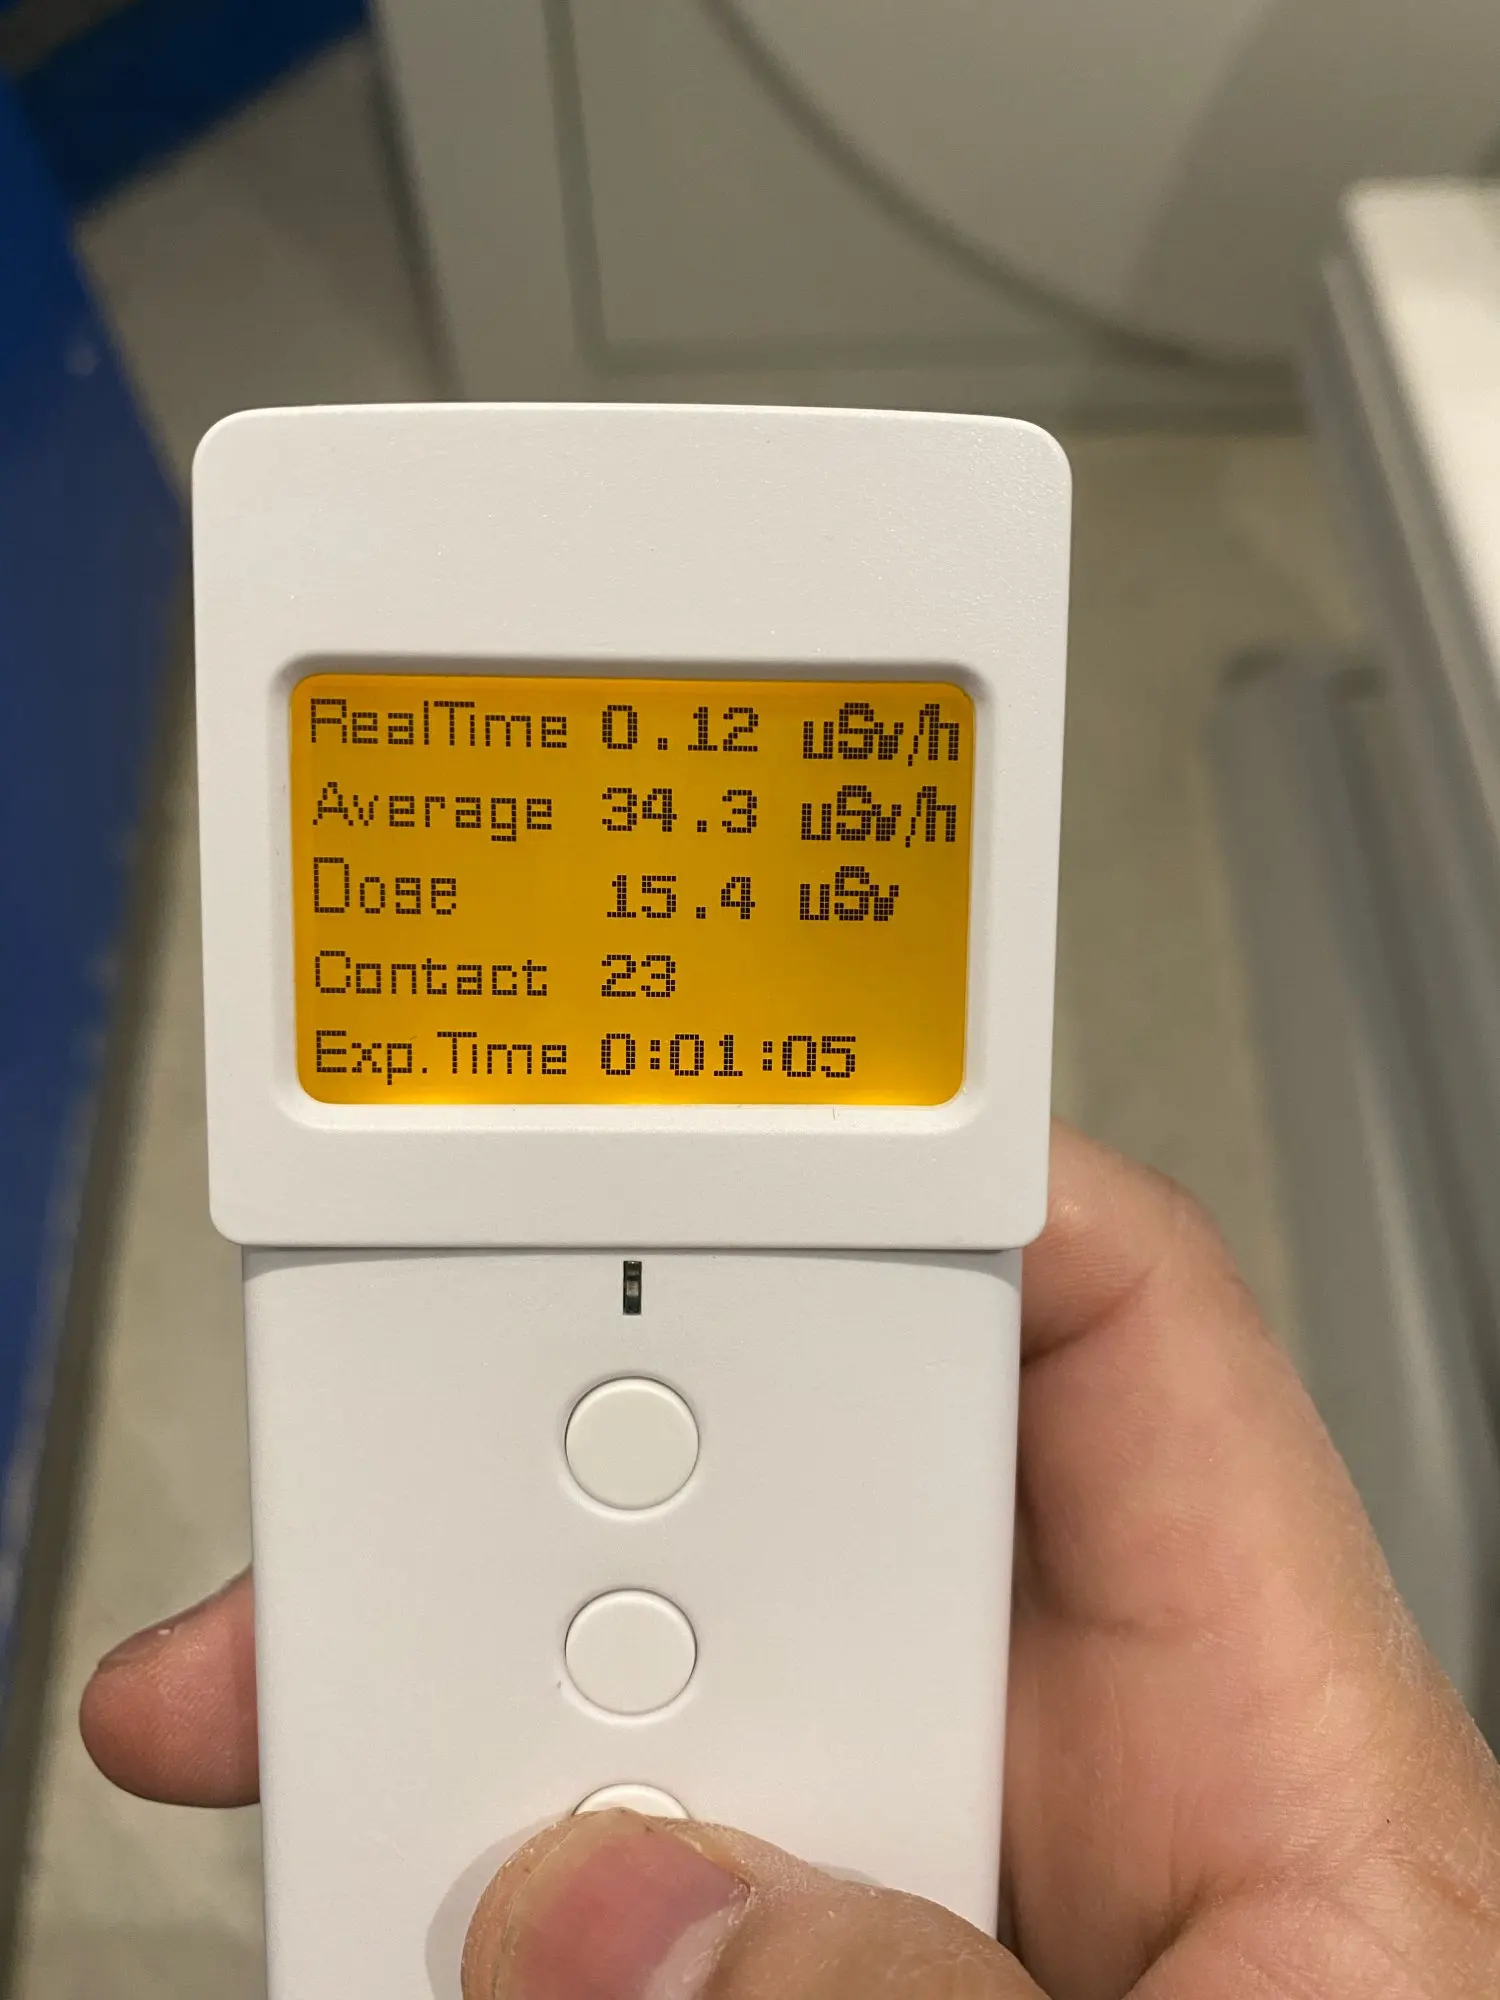 RealTime 0.12 uSv/h
Average 34.3 uSv/h
Dose 15.4 uSv
Contact 23
Exp.Time 0:01:05